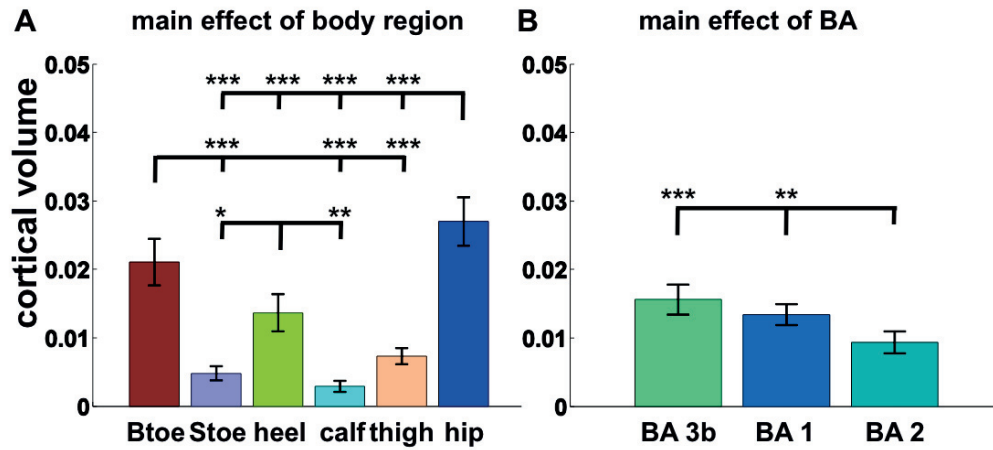 A main effect of body region
cortical volume
0.05
0.04
0.03
0.02
0.01
0
*** *** *** ***
*** *** ***
* **
Btoe Stoe heel calf thigh hip
B main effect of BA
0.05
0.04
0.03
0.02
0.01
0
*** **
BA 3b BA 1 BA 2